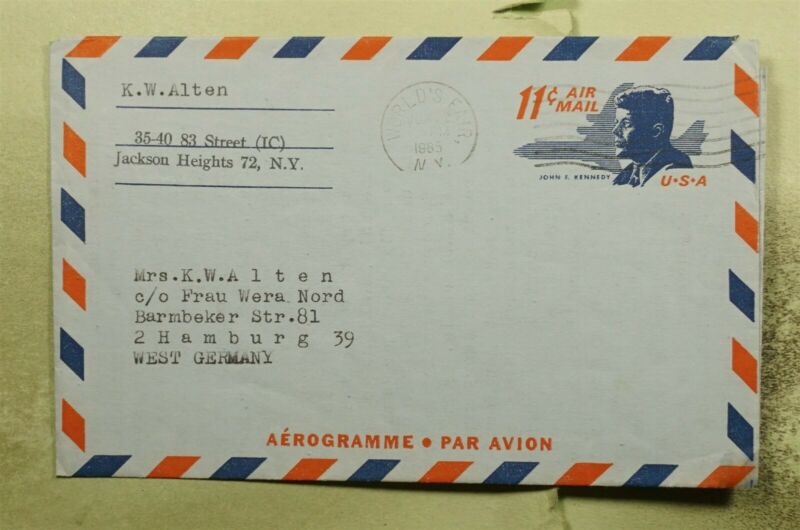 K.W.Alten
35-40 83 Street (IC)
Jackson Heights 72, N.Y.
WORLD'S FAIR,
1965
N.Y.
11¢ AIR
MAIL
JOHN F. KENNEDY
U·S·A
Mrs.K.W.A l t e n
c/o Frau Wera Nord
Barmbeker Str.81
2 H a m b u r g  39
WEST GERMANY
AÉROGRAMME • PAR AVION